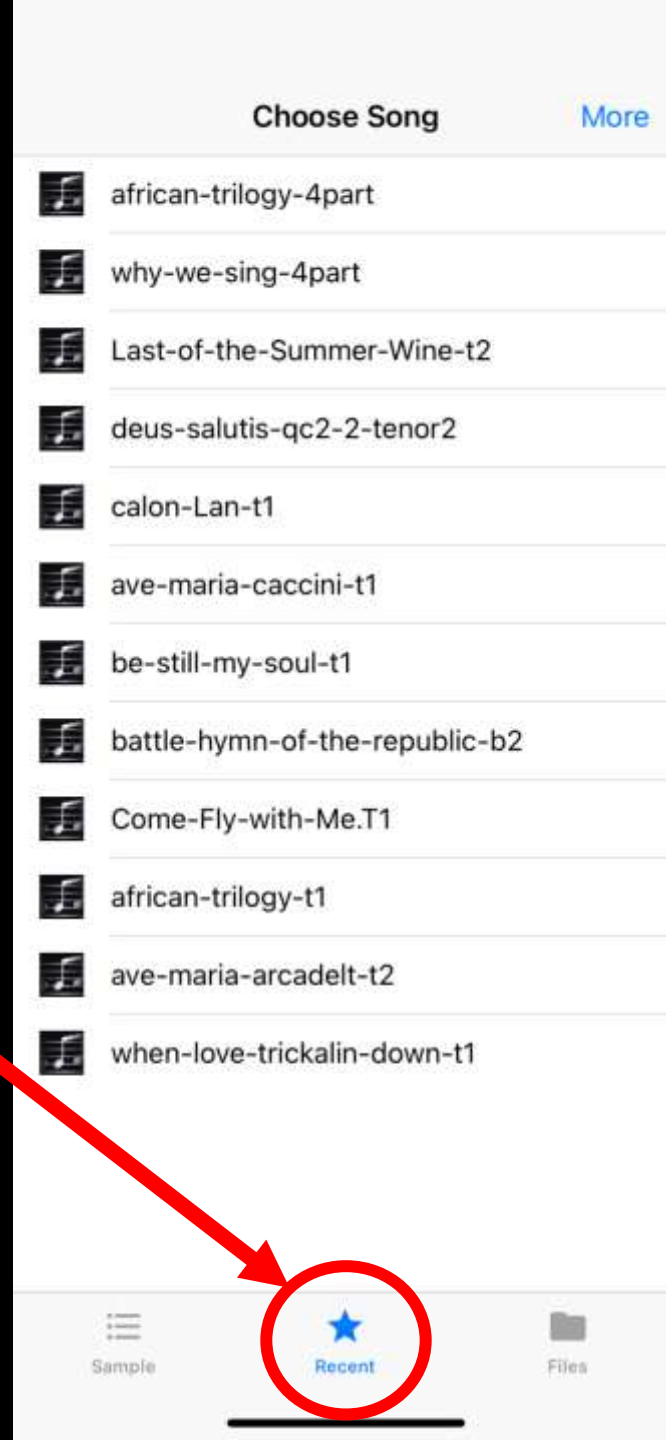 Choose Song
More
african-trilogy-4part
why-we-sing-4part
Last-of-the-Summer-Wine-t2
deus-salutis-qc2-2-tenor2
calon-Lan-t1
ave-maria-caccini-t1
be-still-my-soul-t1
battle-hymn-of-the-republic-b2
Come-Fly-with-Me.T1
african-trilogy-t1
ave-maria-arcadelt-t2
when-love-trickalin-down-t1
Sample
Recent
Files